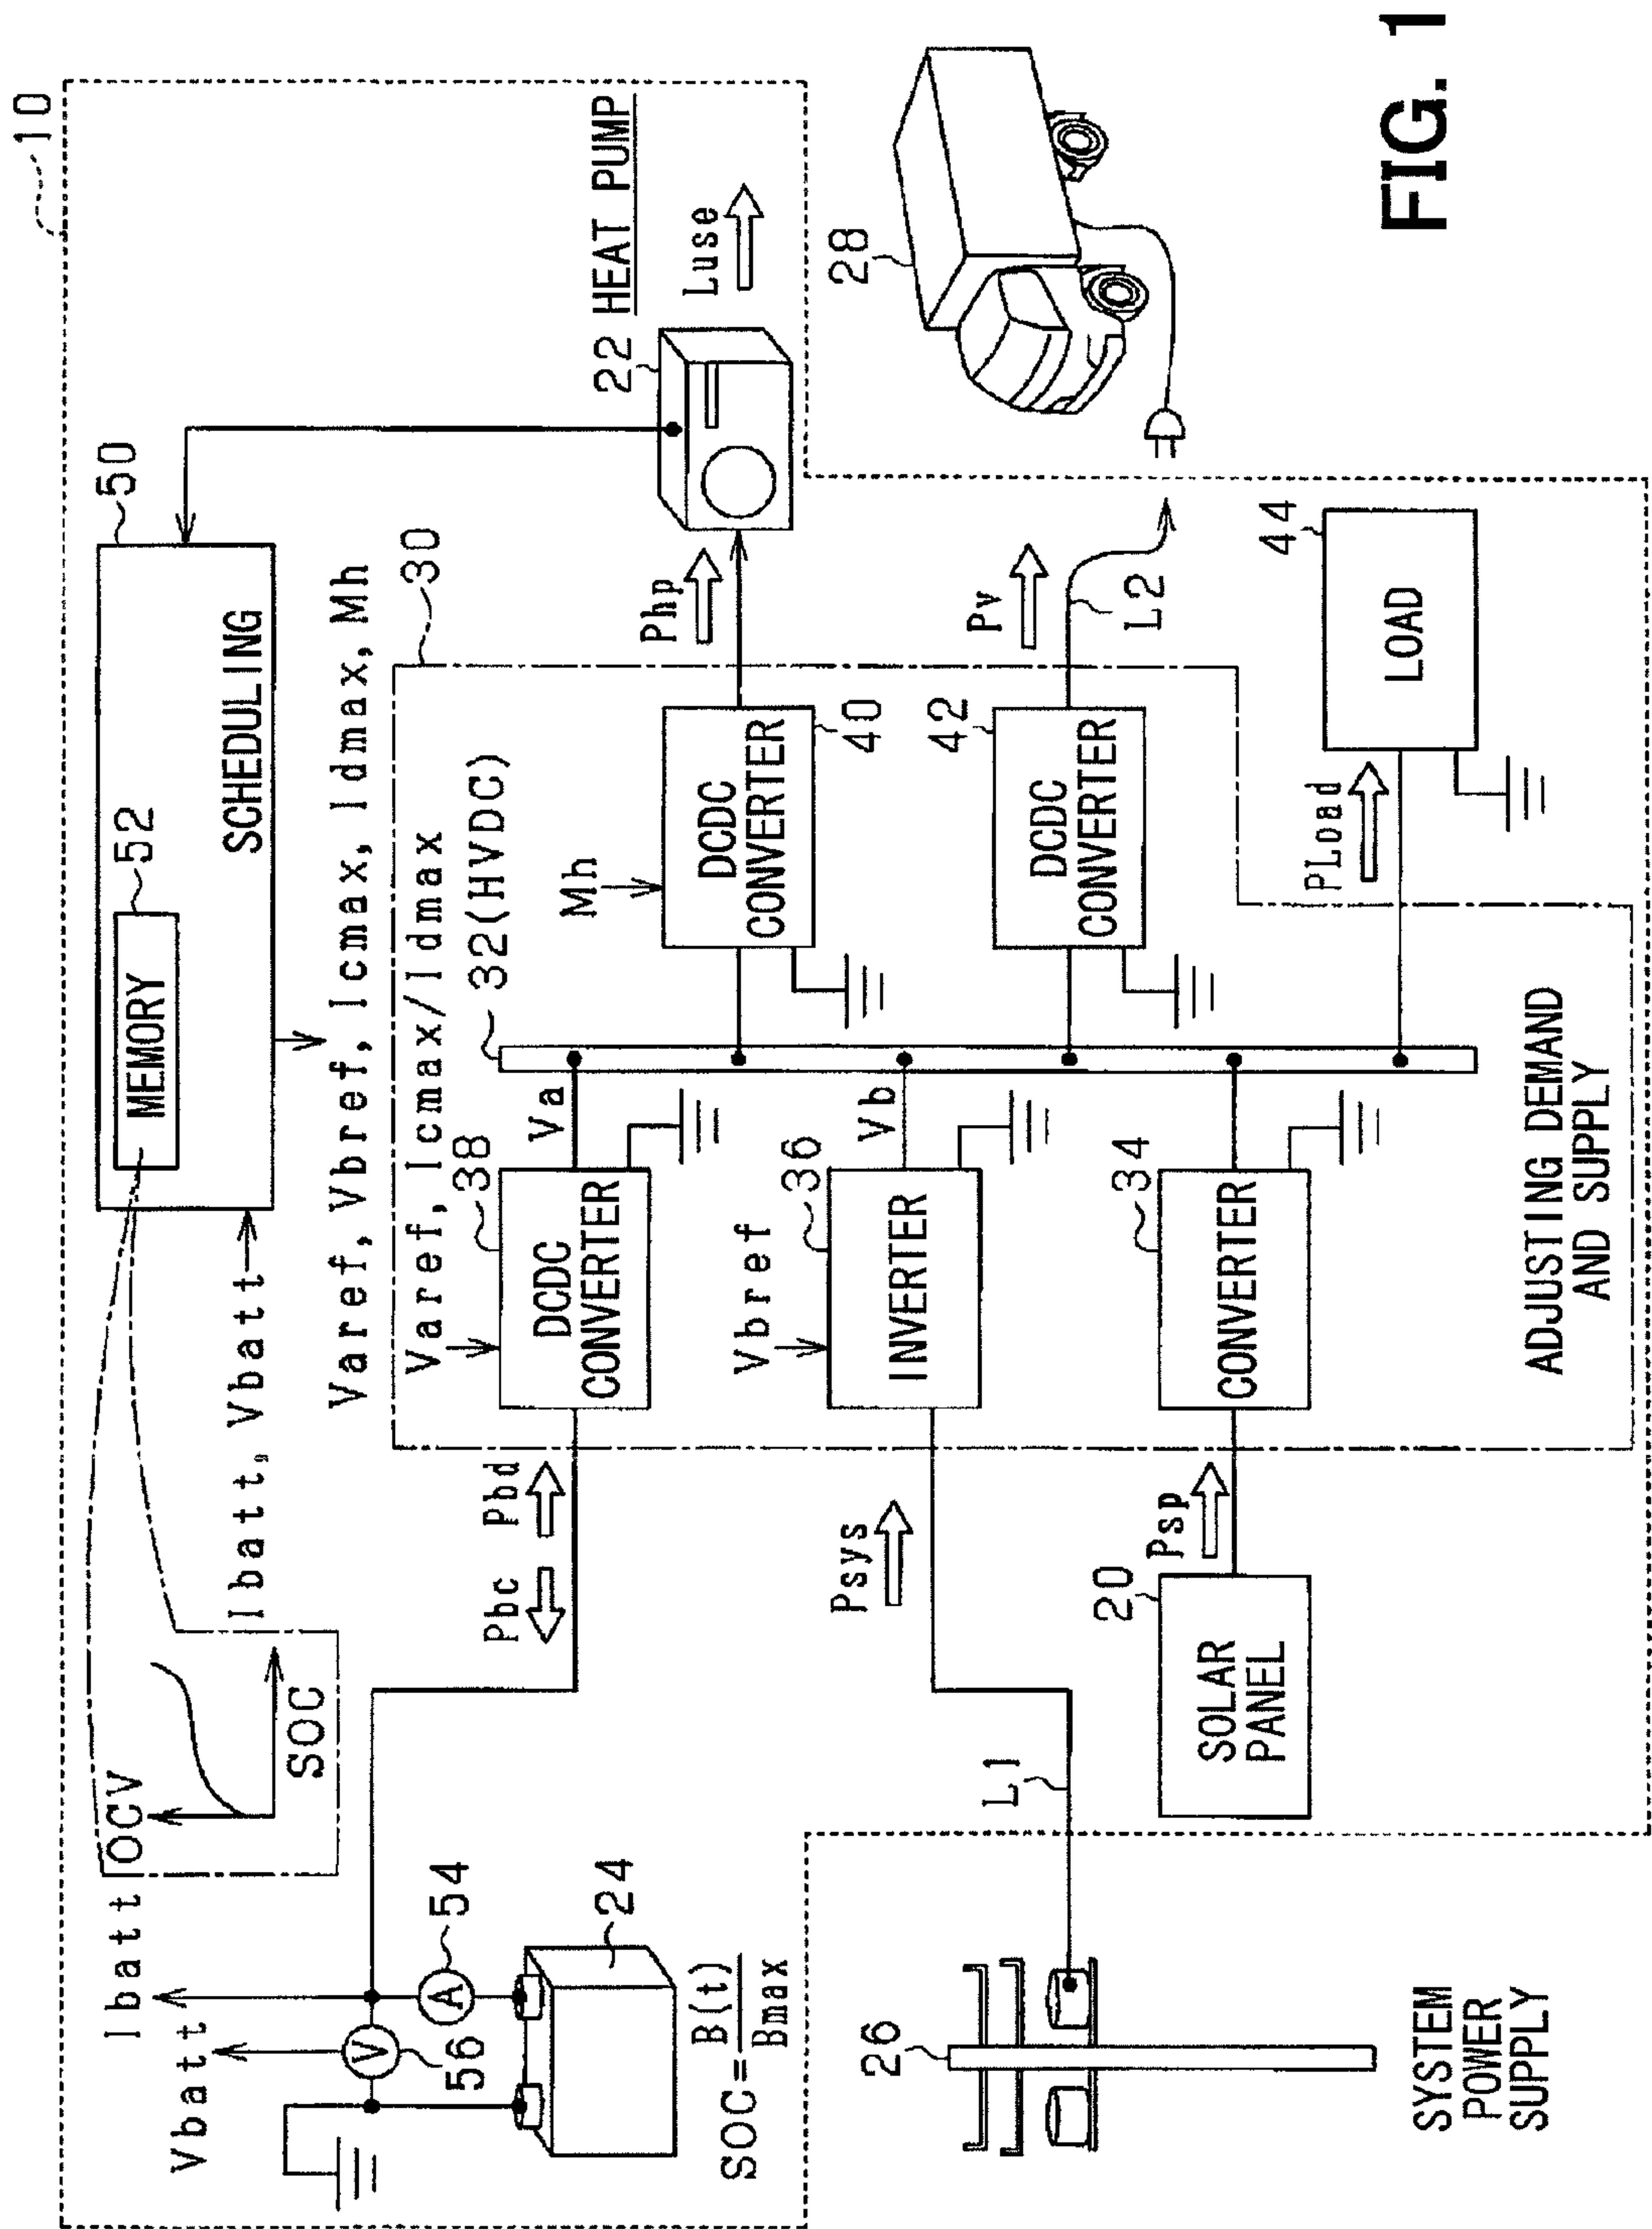 10
50
52
MEMORY
SCHEDULING
OCV
SOC
Ibatt
Vbatt
Ibatt, Vbatt
Varef, Vbref, Icmax, Idmax, Mh
54
A
56
V
24
SOC=B(t)/Bmax
Pbc
Pbd
30
Varef, Icmax/Idmax
38
DCDC
CONVERTER
Va
32(HVDC)
Mh
DCDC
CONVERTER
40
Php
22
HEAT PUMP
Luse
26
SYSTEM
POWER
SUPPLY
L1
Psys
Vbref
36
INVERTER
Vb
42
DCDC
CONVERTER
Pv
L2
28
20
SOLAR
PANEL
Psp
34
CONVERTER
PLoad
44
LOAD
ADJUSTING DEMAND
AND SUPPLY
FIG. 1